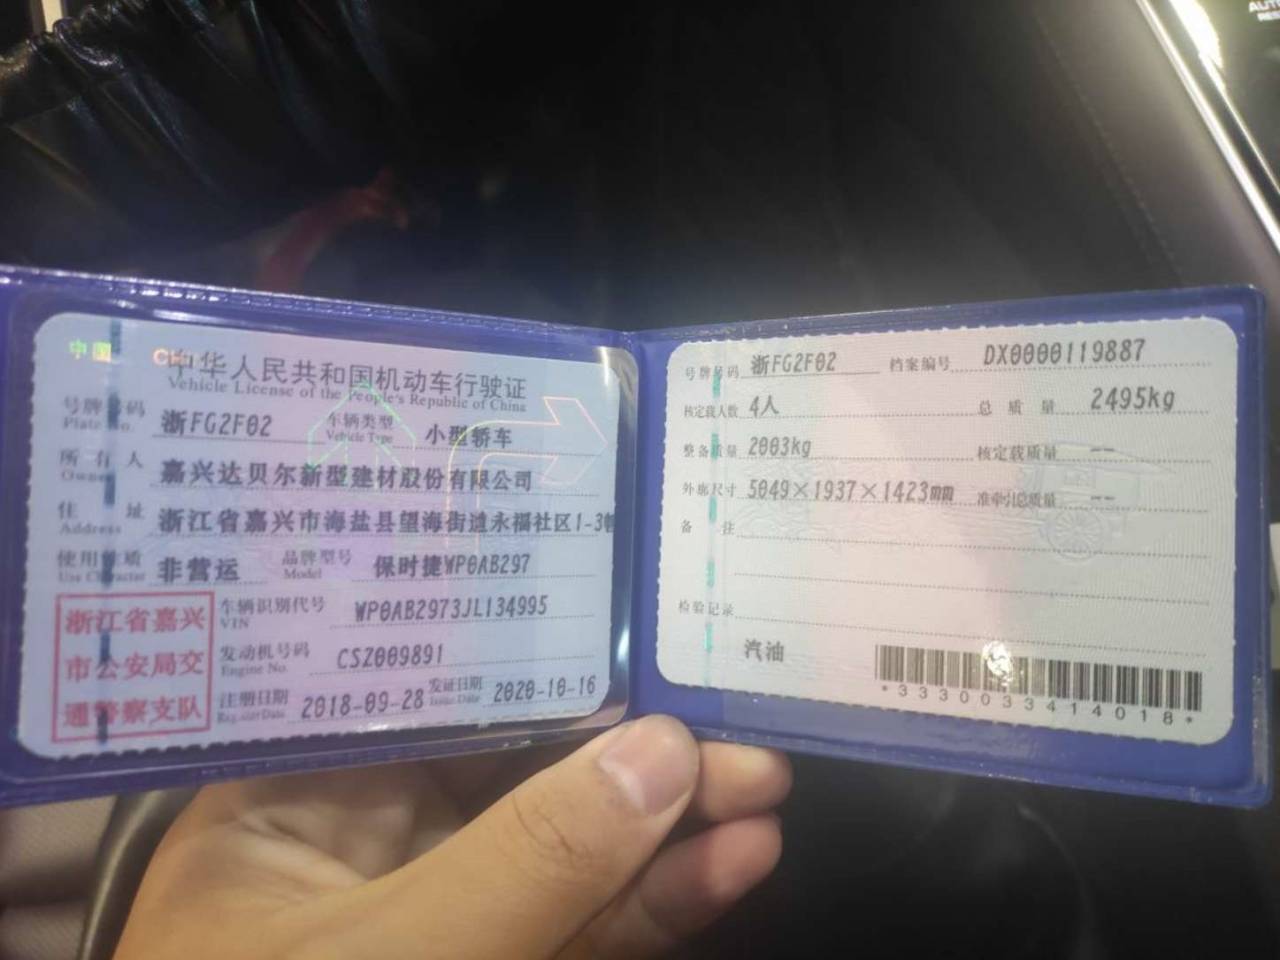 中国 CHI
中华人民共和国机动车行驶证
Vehicle License of the People's Republic of China
号牌号码 浙FG2F02 车辆类型 小型轿车
Plate No. Vehicle Type
所有人 嘉兴达贝尔新型建材股份有限公司
Owner
住址 浙江省嘉兴市海盐县望海街道永福社区1-3幢
Address
使用性质 非营运 品牌型号 保时捷WP0AB297
Use Character Model
浙江省嘉兴
市公安局交
通警察支队
车辆识别代号 WP0AB2973JL134995
VIN
发动机号码 CSZ009891
Engine No.
注册日期 2018-09-28 发证日期 2020-10-16
Register Date Issue Date
号牌号码 浙FG2F02 档案编号 DX0000119887
核定载人数 4人 总质量 2495kg
整备质量 2003kg 核定载质量 --
外廓尺寸 5049×1937×1423mm 准牵引总质量 --
备注
检验记录
汽油
*3330033414018*
AUT